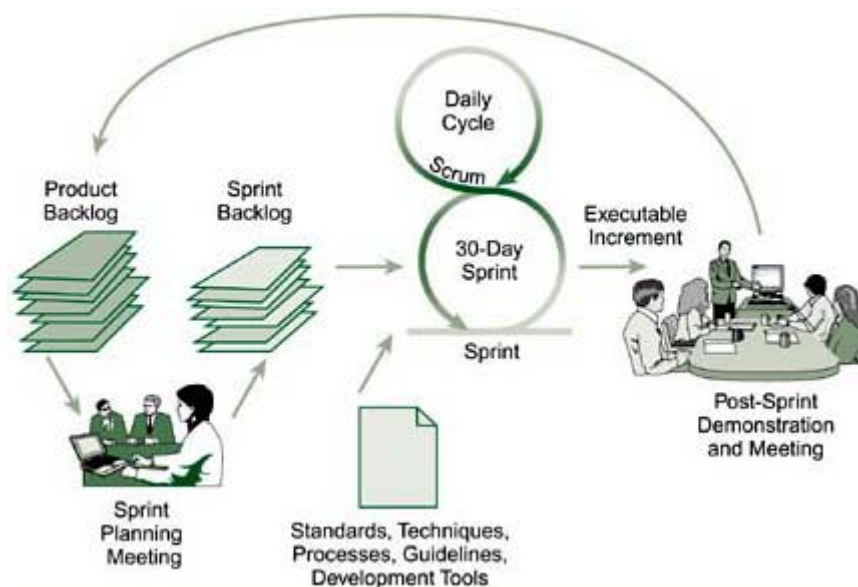 Daily
Cycle
Scrum
Product
Backlog
Sprint
Backlog
30-Day
Sprint
Sprint
Executable
Increment
Sprint
Planning
Meeting
Standards, Techniques,
Processes, Guidelines,
Development Tools
Post-Sprint
Demonstration
and Meeting